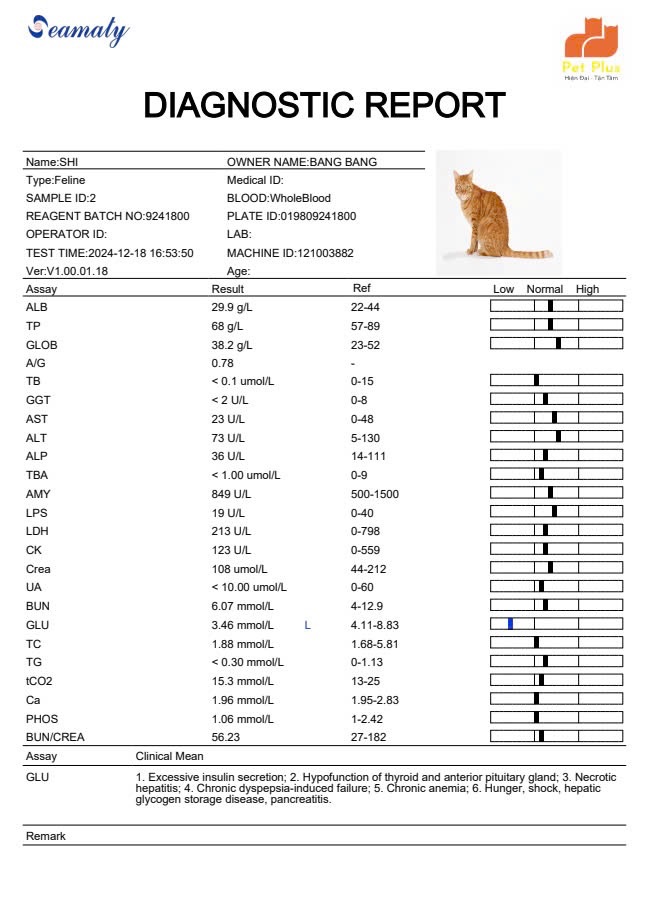 Seamaty
Pet Plus
Hiện Đại - Tận Tâm
DIAGNOSTIC REPORT
Name:SHI OWNER NAME:BANG BANG
Type:Feline Medical ID:
SAMPLE ID:2 BLOOD:WholeBlood
REAGENT BATCH NO:9241800 PLATE ID:019809241800
OPERATOR ID: LAB:
TEST TIME:2024-12-18 16:53:50 MACHINE ID:121003882
Ver:V1.00.01.18 Age:
Assay Result Ref Low Normal High
ALB 29.9 g/L 22-44
TP 68 g/L 57-89
GLOB 38.2 g/L 23-52
A/G 0.78 -
TB < 0.1 umol/L 0-15
GGT < 2 U/L 0-8
AST 23 U/L 0-48
ALT 73 U/L 5-130
ALP 36 U/L 14-111
TBA < 1.00 umol/L 0-9
AMY 849 U/L 500-1500
LPS 19 U/L 0-40
LDH 213 U/L 0-798
CK 123 U/L 0-559
Crea 108 umol/L 44-212
UA < 10.00 umol/L 0-60
BUN 6.07 mmol/L 4-12.9
GLU 3.46 mmol/L L 4.11-8.83
TC 1.88 mmol/L 1.68-5.81
TG < 0.30 mmol/L 0-1.13
tCO2 15.3 mmol/L 13-25
Ca 1.96 mmol/L 1.95-2.83
PHOS 1.06 mmol/L 1-2.42
BUN/CREA 56.23 27-182
Assay Clinical Mean
GLU 1. Excessive insulin secretion; 2. Hypofunction of thyroid and anterior pituitary gland; 3. Necrotic
hepatitis; 4. Chronic dyspepsia-induced failure; 5. Chronic anemia; 6. Hunger, shock, hepatic
glycogen storage disease, pancreatitis.
Remark